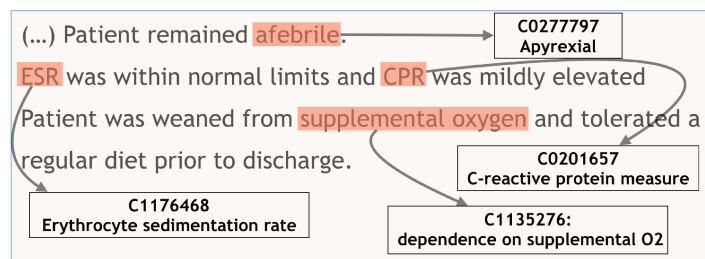 (...) Patient remained afebrile.
C0277797
Apyrexial
ESR was within normal limits and CPR was mildly elevated
Patient was weaned from supplemental oxygen and tolerated a
regular diet prior to discharge.
C0201657
C-reactive protein measure
C1176468
Erythrocyte sedimentation rate
C1135276:
dependence on supplemental O2